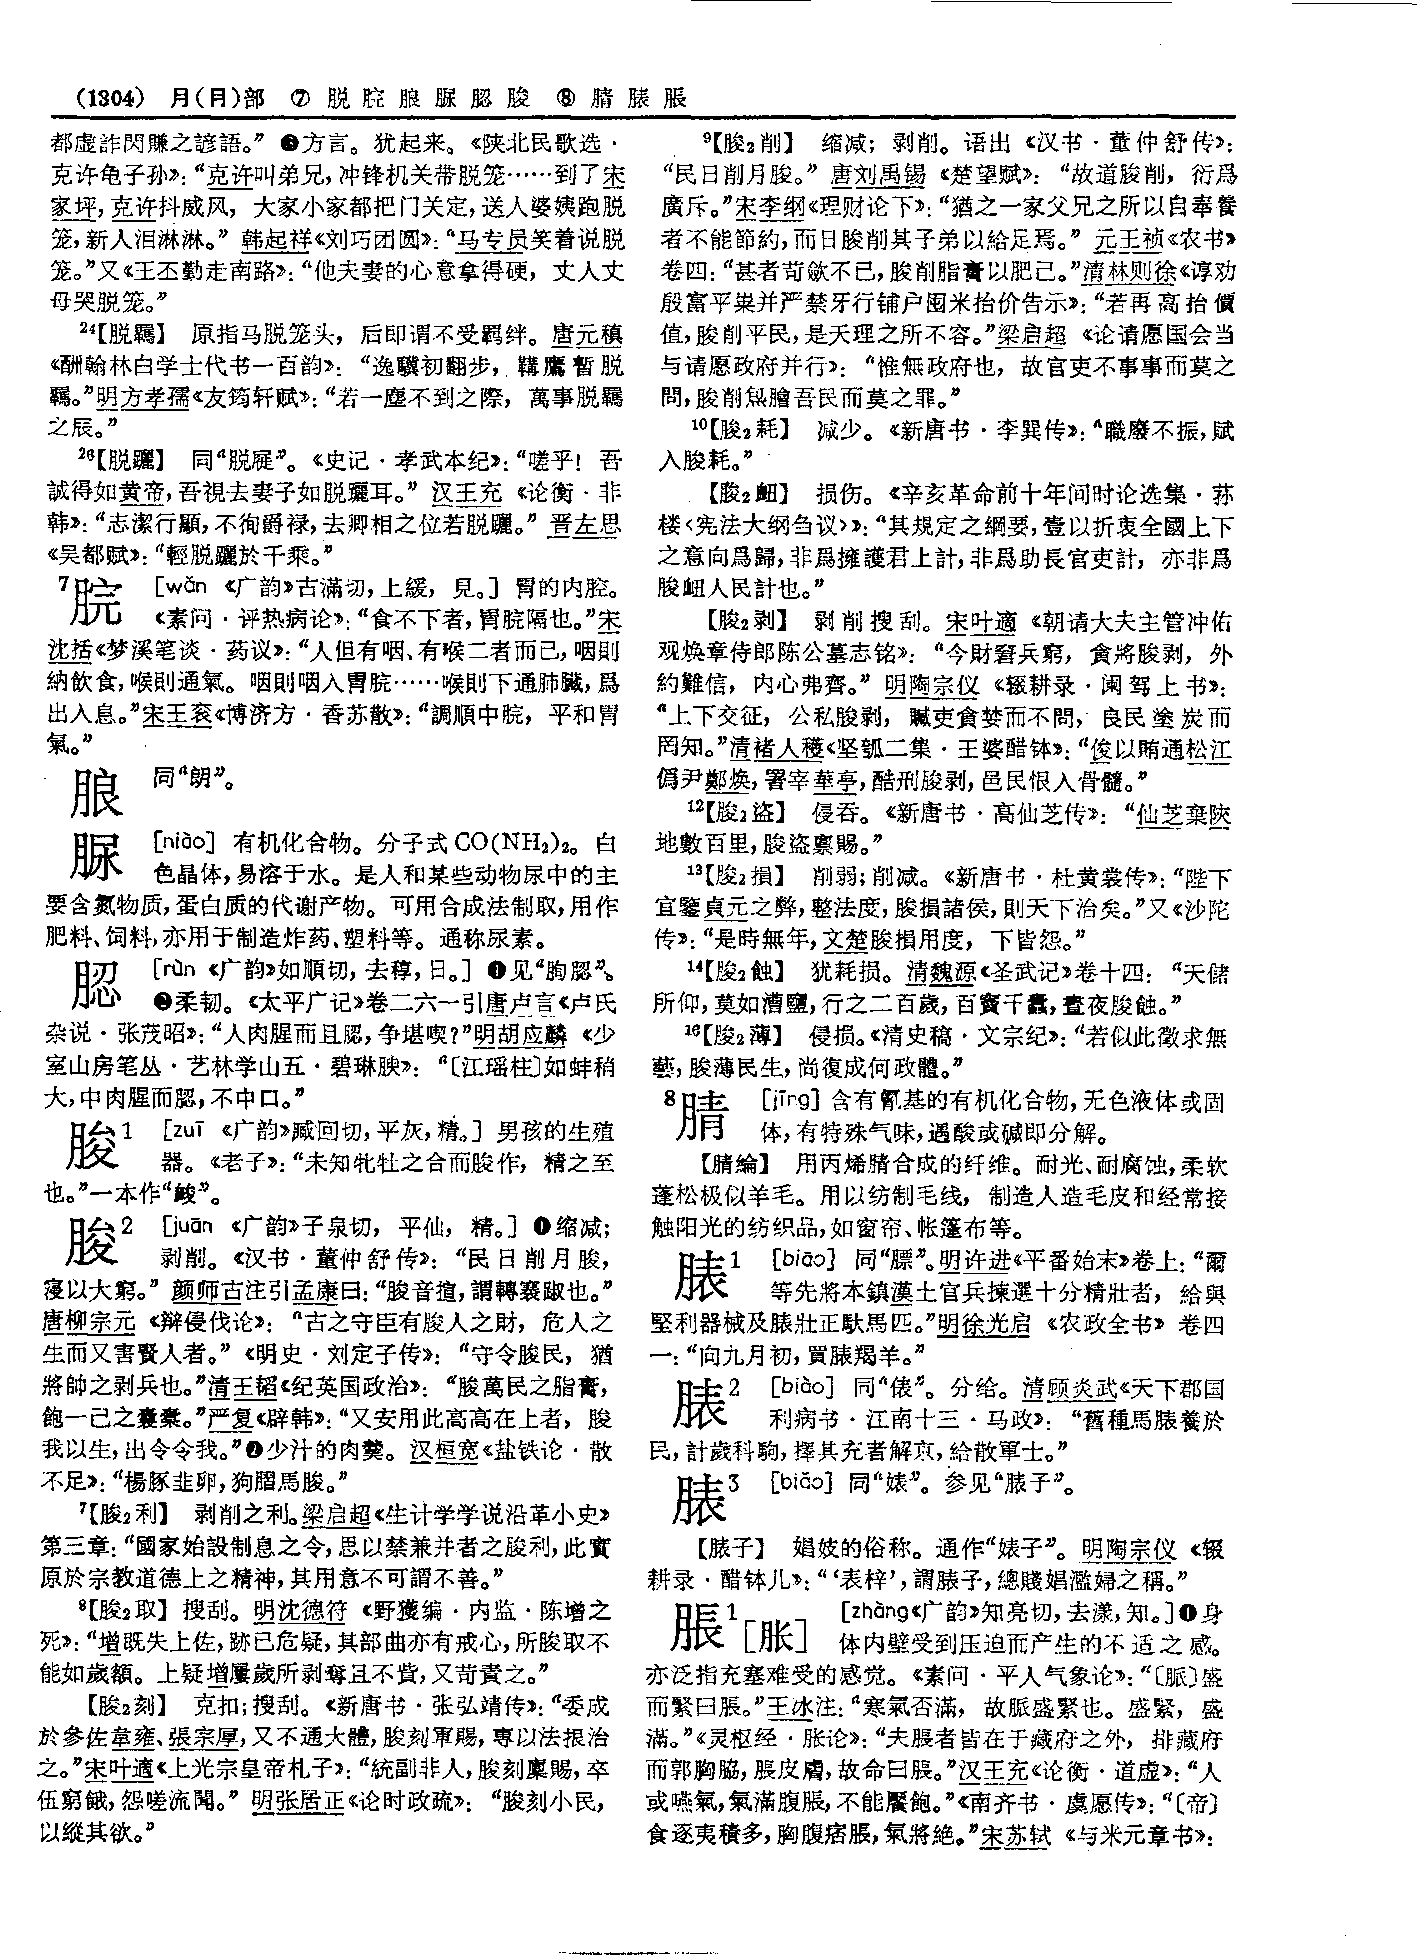 (1304) 月(⺼)部 ⑦ 脱 脘 脼 脲 䏰 朘 ⑧ 腈 脿 脹
都虚詐閃賺之諺語。” ❸方言。犹起来。《陕北民歌选·
克许龟子孙》：“克许叫弟兄，冲锋机关带脱笼……到了宋
家坪，克许抖威风，大家小家都把门关定，送人婆姨跑脱
笼，新人泪淋淋。” 韩起祥《刘巧团圆》：“马专员笑着说脱
笼。”又《王丕勤走南路》：“他夫妻的心意拿得硬，丈人丈
母哭脱笼。”
24【脱羁】 原指马脱笼头，后即谓不受羁绊。唐元稹
《酬翰林白学士代书一百韵》：“逸驥初翻步，鞲鷹暫脱
羈。”明方孝孺《友筠轩赋》：“若一塵不到之際，萬事脱羈
之辰。”
26【脱躧】 同“脱屣”。《史记·孝武本纪》：“嗟乎！吾
誠得如黄帝，吾視去妻子如脱躧耳。” 汉王充《论衡·非
韩》：“志潔行顯，不徇爵禄，去卿相之位若脱躧。” 晋左思
《吴都赋》：“輕脱躧於千乘。”
7脘 [wǎn 《广韵》古滿切，上緩，見。] 胃的内腔。
《素问·评热病论》：“食不下者，胃脘隔也。”宋
沈括《梦溪笔谈·药议》：“人但有咽、有喉二者而已，咽則
納飲食，喉則通氣。咽則咽入胃脘……喉則下通肺臟，爲
出入息。”宋王衮《博济方·香苏散》：“調順中脘，平和胃
氣。”
同“朗”。
脲 [niào] 有机化合物。分子式 CO(NH₂)₂。白
色晶体，易溶于水。是人和某些动物尿中的主
要含氮物质，蛋白质的代谢产物。可用合成法制取，用作
肥料、饲料，亦用于制造炸药、塑料等。通称尿素。
[rùn 《广韵》如順切，去稕，日。] ❶见“朐䏰”。
❷柔韧。《太平广记》卷二六一引唐卢言《卢氏
杂说·张茂昭》：“人肉腥而且䏰，争堪喫？”明胡应麟《少
室山房笔丛·艺林学山五·碧琳腴》：“〔江瑶柱〕如蚌稍
大，中肉腥而䏰，不中口。”
朘1 [zuī 《广韵》臧回切，平灰，精。] 男孩的生殖
器。《老子》：“未知牝牡之合而朘作，精之至
也。”一本作“䘒”。
朘2 [juān 《广韵》子泉切，平仙，精。] ❶缩减；
剥削。《汉书·董仲舒传》：“民日削月朘，
寖以大窮。” 颜师古注引孟康曰：“朘音揎，謂轉褰踧也。”
唐柳宗元《辩侵伐论》：“古之守臣有朘人之財，危人之
生而又害賢人者。”《明史·刘定子传》：“守令朘民，猶
將帥之剥兵也。”清王韬《纪英国政治》：“朘萬民之脂膏，
飽一己之囊橐。”严复《辟韩》：“又安用此高高在上者，朘
我以生，出令令我。”❷少汁的肉羹。汉桓宽《盐铁论·散
不足》：“楊豚韭卵，狗䐑馬朘。”
7【朘₂利】 剥削之利。梁启超《生计学学说沿革小史》
第三章：“國家始設制息之令，思以禁兼并者之朘利，此實
原於宗教道德上之精神，其用意不可謂不善。”
8【朘₂取】 搜刮。明沈德符《野獲编·内监·陈增之
死》：“增既失上佐，跡已危疑，其部曲亦有戒心，所朘取不
能如歲額。上疑增屢歲所剥奪且不貲，又苛責之。”
【朘₂刻】 克扣；搜刮。《新唐书·张弘靖传》：“委成
於參佐韋雍、張宗厚，又不通大體，朘刻軍賜，專以法振治
之。”宋叶適《上光宗皇帝札子》：“統副非人，朘刻稟賜，卒
伍窮餓，怨嗟流聞。” 明张居正《论时政疏》：“朘刻小民，
以縱其欲。”
9【朘₂削】 缩减；剥削。语出《汉书·董仲舒传》：
“民日削月朘。” 唐刘禹锡《楚望赋》：“故道朘削，衍爲
廣斥。”宋李纲《理财论下》：“猶之一家父兄之所以自奉養
者不能節約，而日朘削其子弟以給足焉。” 元王祯《农书》
卷四：“甚者苛斂不已，朘削脂膏以肥己。”清林则徐《谆劝
殷富平粜并严禁牙行铺户囤米抬价告示》：“若再高抬價
值，朘削平民，是天理之所不容。”梁启超《论请愿国会当
与请愿政府并行》：“惟無政府也，故官吏不事事而莫之
問，朘削魚膾吾民而莫之罪。”
10【朘₂耗】 减少。《新唐书·李巽传》：“職廢不振，賦
入朘耗。”
【朘₂衄】 损伤。《辛亥革命前十年间时论选集·荪
楼〈宪法大纲刍议〉》：“其規定之綱要，壹以折衷全國上下
之意向爲歸，非爲擁護君上計，非爲助長官吏計，亦非爲
朘衄人民計也。”
【朘₂剥】 剥削搜刮。宋叶適《朝请大夫主管冲佑
观焕章侍郎陈公墓志铭》：“今財窘兵窮，貪將朘剥，外
約難信，内心弗齊。” 明陶宗仪《辍耕录·阑驾上书》：
“上下交征，公私朘剥，贓吏貪婪而不問，良民塗炭而
罔知。”清褚人穫《坚瓠二集·王婆醋钵》：“俊以賄通松江
僞尹鄭焕，署宰華亭，酷刑朘剥，邑民恨入骨髓。”
12【朘₂盜】 侵吞。《新唐书·高仙芝传》：“仙芝棄陝
地數百里，朘盜稟賜。”
13【朘₂損】 削弱；削减。《新唐书·杜黄裳传》：“陛下
宜鑒貞元之弊，整法度，朘損諸侯，則天下治矣。”又《沙陀
传》：“是時無年，文楚朘損用度，下皆怨。”
14【朘₂蝕】 犹耗损。清魏源《圣武记》卷十四：“天儲
所仰，莫如漕鹽，行之二百歲，百竇千蠹，晝夜朘蝕。”
16【朘₂薄】 侵损。《清史稿·文宗纪》：“若似此徵求無
藝，朘薄民生，尚復成何政體。”
8腈 [jīng] 含有氰基的有机化合物，无色液体或固
体，有特殊气味，遇酸或碱即分解。
【腈綸】 用丙烯腈合成的纤维。耐光、耐腐蚀，柔软
蓬松极似羊毛。用以纺制毛线，制造人造毛皮和经常接
触阳光的纺织品，如窗帘、帐篷布等。
脿1 [biāo] 同“膘”。明许进《平番始末》卷上：“爾
等先將本鎮漢土官兵揀選十分精壯者，給與
堅利器械及脿壯正馱馬匹。”明徐光启《农政全书》卷四
一：“向九月初，買脿羯羊。”
脿2 [biào] 同“俵”。分给。清顾炎武《天下郡国
利病书·江南十三·马政》：“舊種馬脿養於
民，計歲科駒，擇其充者解京，給散軍士。”
脿3 [biǎo] 同“婊”。参见“脿子”。
【脿子】 娼妓的俗称。通作“婊子”。明陶宗仪《辍
耕录·醋钵儿》：“‘表梓’，謂脿子，總賤娼濫婦之稱。”
脹1[胀] [zhàng《广韵》知亮切，去漾，知。]❶身
体内壁受到压迫而产生的不适之感。
亦泛指充塞难受的感觉。《素问·平人气象论》：“〔脈〕盛
而緊曰脹。”王冰注：“寒氣否滿，故脈盛緊也。盛緊，盛
滿。”《灵枢经·胀论》：“夫脹者皆在于藏府之外，排藏府
而郭胸脇，脹皮膚，故命曰脹。”汉王充《论衡·道虚》：“人
或嚥氣，氣滿腹脹，不能饜飽。”《南齐书·虞愿传》：“〔帝〕
食逐夷積多，胸腹痞脹，氣將絶。”宋苏轼《与米元章书》：